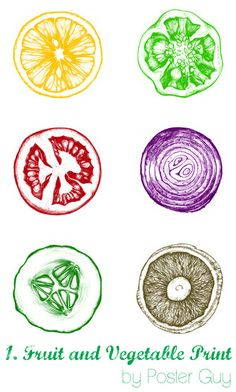 1. Fruit and Vegetable Print
by Poster Guy